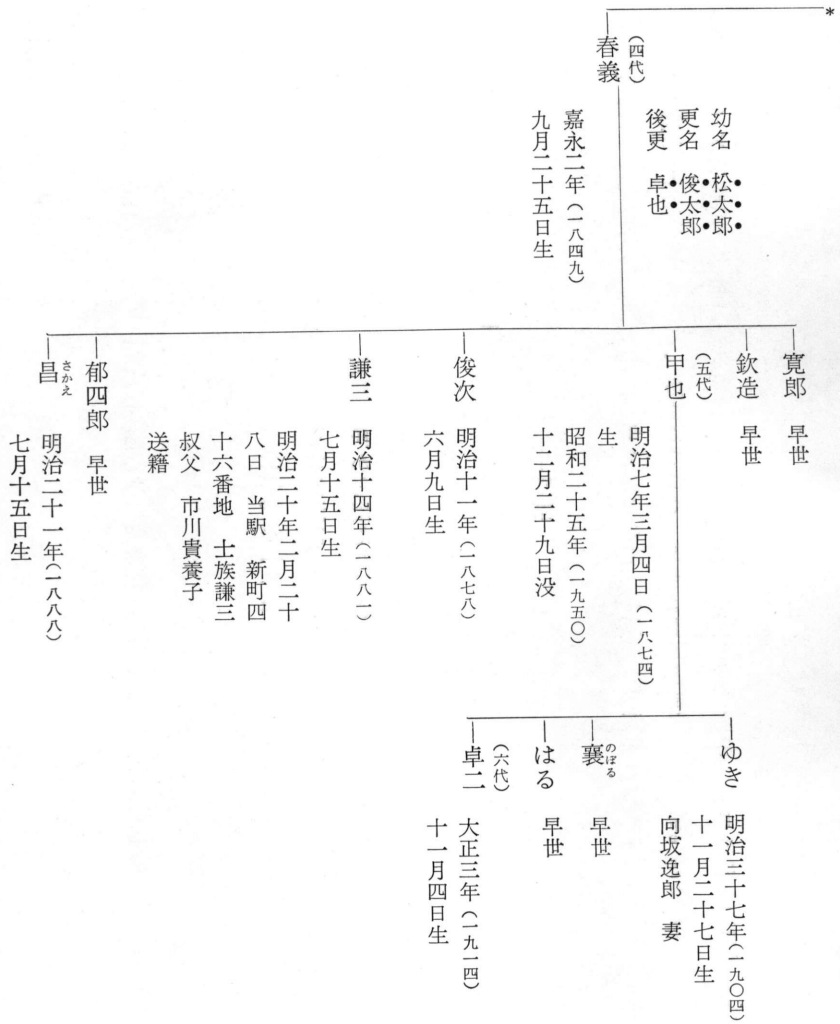 *
(四代)
春義
幼名 松太郎
更名 俊太郎
後更 卓也
嘉永二年(一八四九)
九月二十五日生
寛郎 早世
欽造 早世
(五代)
甲也
明治七年三月四日(一八七四)
生
昭和二十五年(一九五〇)
十二月二十九日没
俊次 明治十一年(一八七八)
六月九日生
謙三 明治十四年(一八八一)
七月十五日生
明治二十年二月二十
八日 当駅 新町四
十六番地 士族謙三
叔父 市川貴養子
送籍
郁四郎 早世
昌 明治二十一年(一八八八)
さかえ
七月十五日生
ゆき 明治三十七年(一九〇四)
十一月二十七日生
向坂逸郎 妻
襄 早世
のぼる
はる 早世
(六代)
卓二 大正三年(一九一四)
十一月四日生